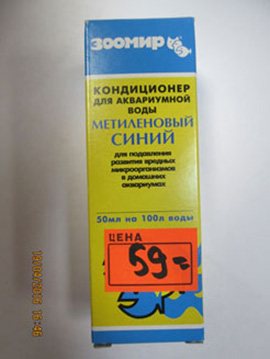 ЗООМИР
КОНДИЦИОНЕР
ДЛЯ АКВАРИУМНОЙ
ВОДЫ
МЕТИЛЕНОВЫЙ
СИНИЙ
для подавления
развития вредных
микроорганизмов
в домашних
аквариумах
50мл на 100л воды
ЦЕНА
59=